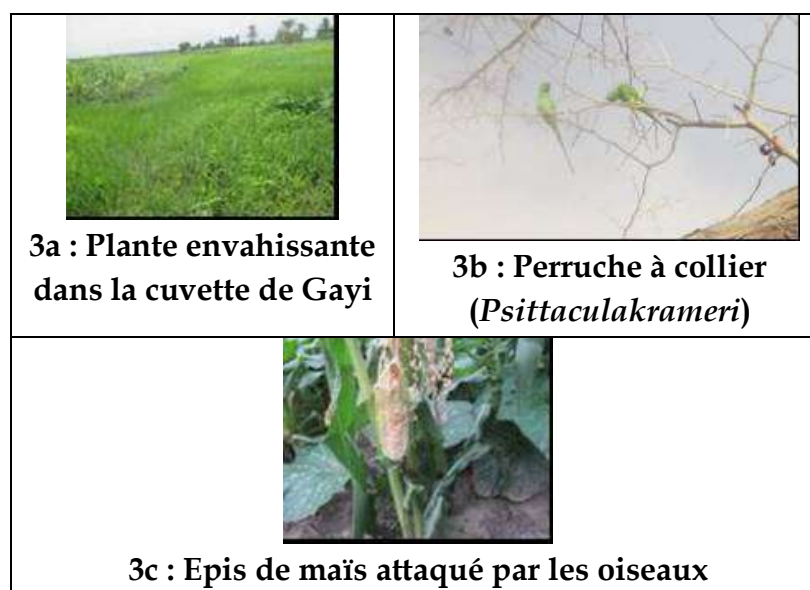 3a : Plante envahissante
dans la cuvette de Gayi
3b : Perruche à collier
(Psittaculakrameri)
3c : Epis de maïs attaqué par les oiseaux